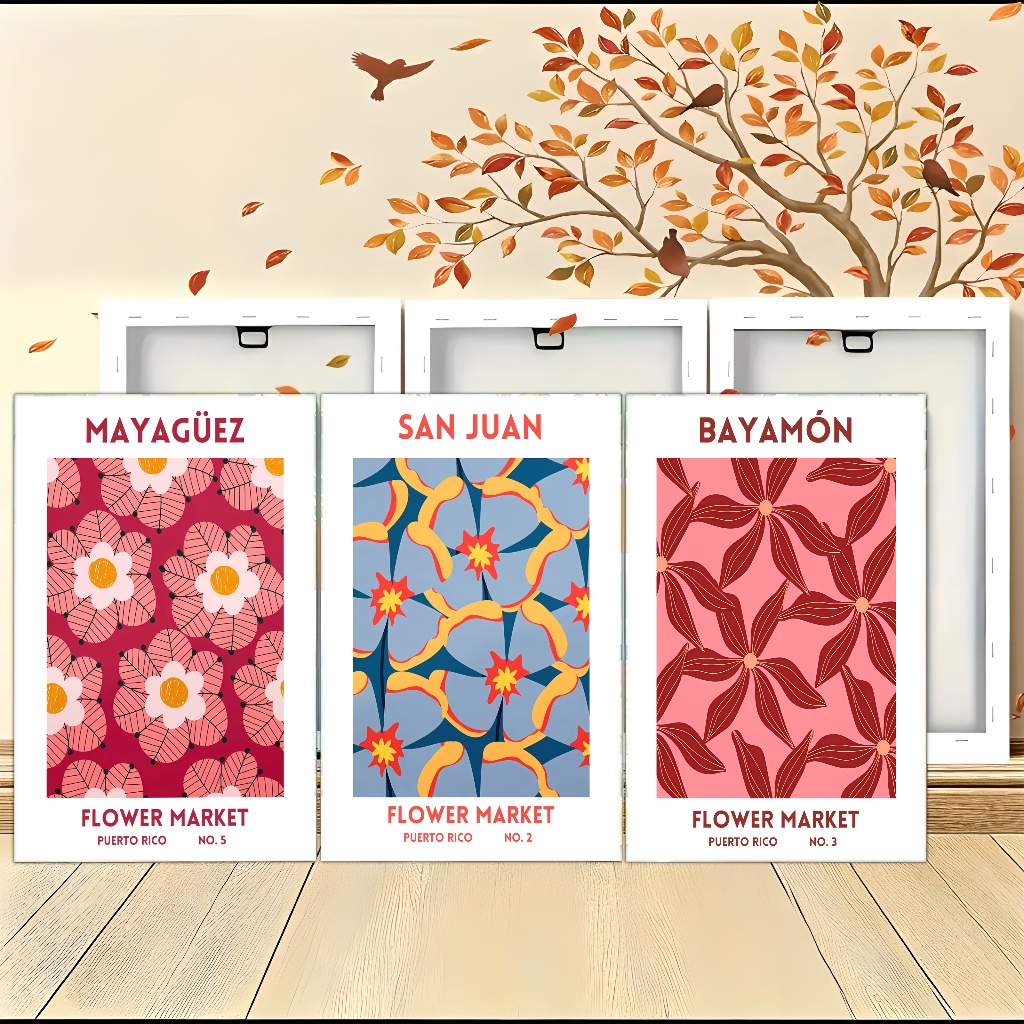 MAYAGÜEZ
FLOWER MARKET
PUERTO RICO NO. 5
SAN JUAN
FLOWER MARKET
PUERTO RICO NO. 2
BAYAMÓN
FLOWER MARKET
PUERTO RICO NO. 3